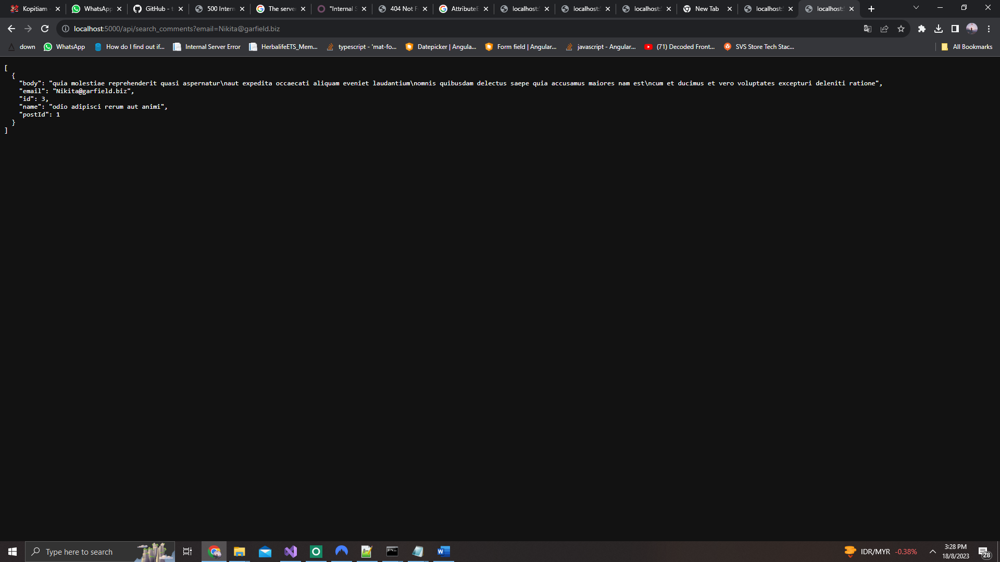 Kopitiam -
WhatsApp
GitHub - t
500 Intern
The serve
"Internal S
404 Not F
AttributeE
localhost:
localhost:
localhost:
New Tab
localhost:
localhost:
localhost:5000/api/search_comments?email=Nikita@garfield.biz
down
WhatsApp
How do I find out if...
Internal Server Error
HerbalifeETS_Mem...
typescript - 'mat-fo...
Datepicker | Angula...
Form field | Angular...
javascript - Angular...
(71) Decoded Front...
SVS Store Tech Stac...
All Bookmarks
[
{
"body": "quia molestiae reprehenderit quasi aspernatur\naut expedita occaecati aliquam eveniet laudantium\nomnis quibusdam delectus saepe quia accusamus maiores nam est\ncum et ducimus et vero voluptates excepturi deleniti ratione",
"email": "Nikita@garfield.biz",
"id": 3,
"name": "odio adipisci rerum aut animi",
"postId": 1
}
]
Type here to search
IDR/MYR -0.38%
3:28 PM
18/8/2023
28